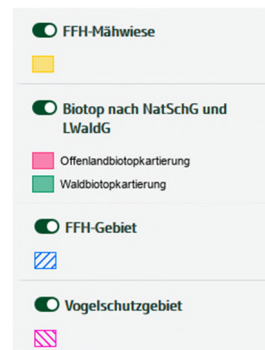 FFH-Mähwiese
Biotop nach NatSchG und
LWaldG
Offenlandbiotopkartierung
Waldbiotopkartierung
FFH-Gebiet
Vogelschutzgebiet